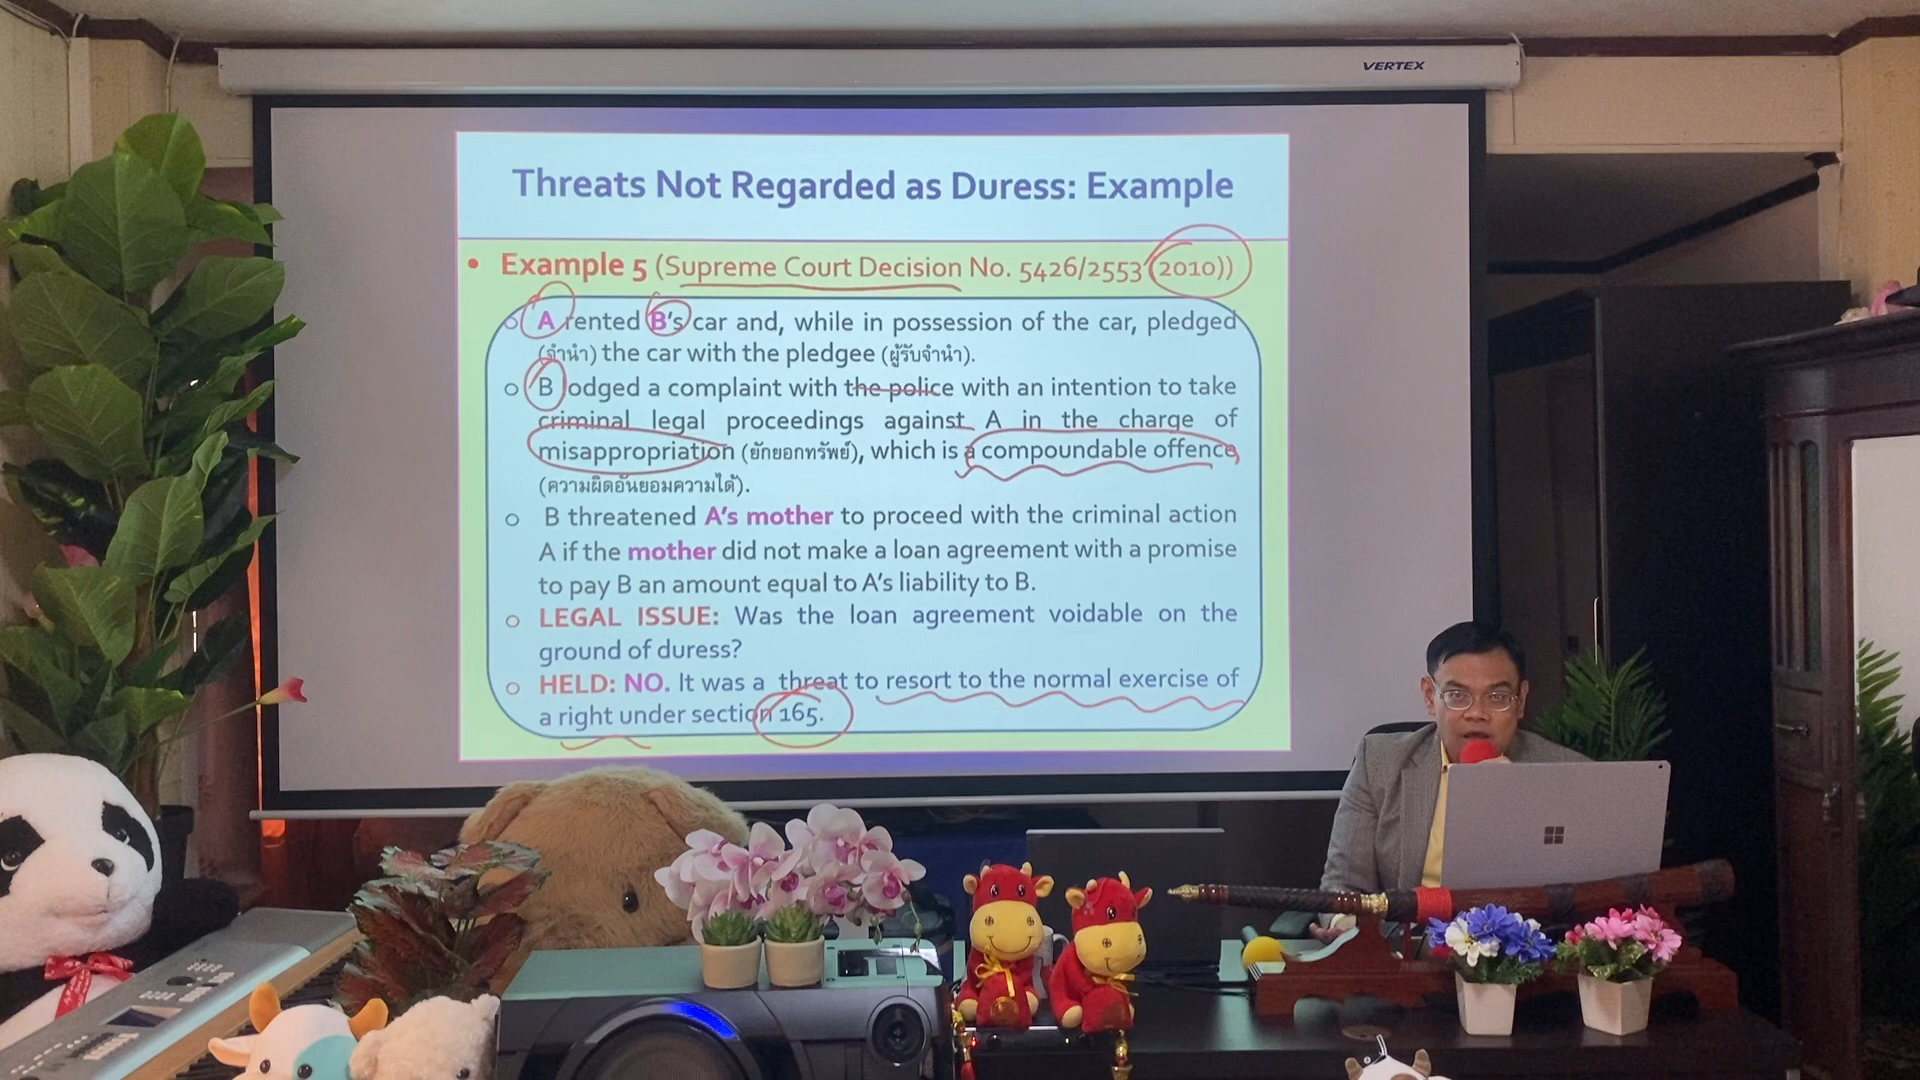 VERTEX
Threats Not Regarded as Duress: Example
• Example 5 (Supreme Court Decision No. 5426/2553 (2010))
○ A rented B's car and, while in possession of the car, pledged
(จำนำ) the car with the pledgee (ผู้รับจำนำ).
○ B lodged a complaint with the police with an intention to take
criminal legal proceedings against A in the charge of
misappropriation (ยักยอกทรัพย์), which is a compoundable offence
(ความผิดอันยอมความได้).
○ B threatened A's mother to proceed with the criminal action
A if the mother did not make a loan agreement with a promise
to pay B an amount equal to A's liability to B.
○ LEGAL ISSUE: Was the loan agreement voidable on the
ground of duress?
○ HELD: NO. It was a threat to resort to the normal exercise of
a right under section 165.